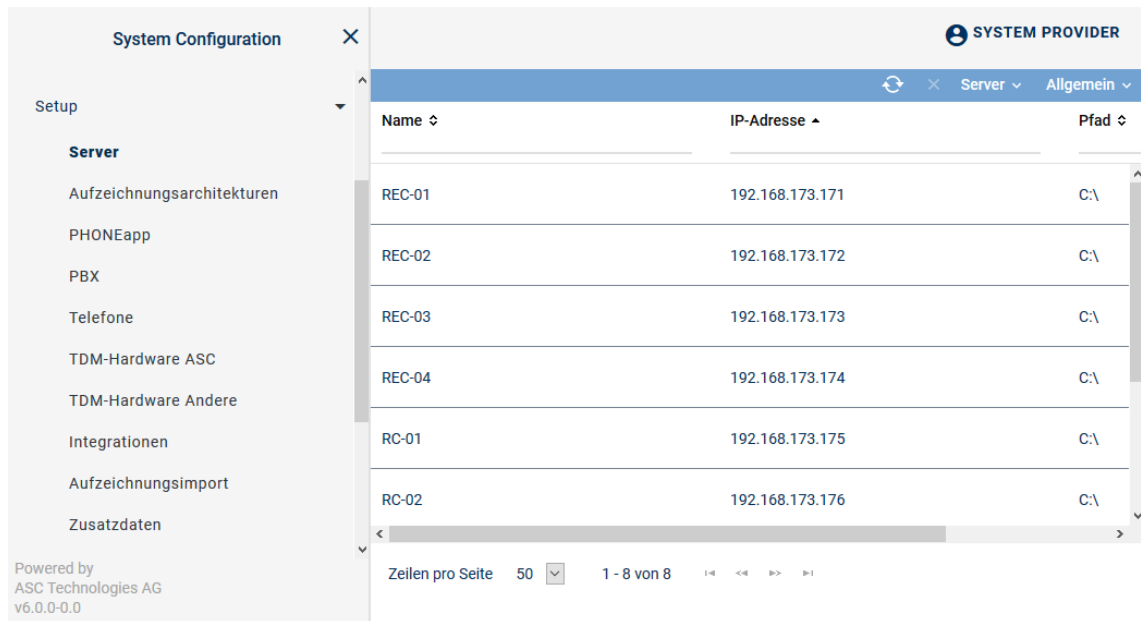 System Configuration
Setup
Server
Aufzeichnungsarchitekturen
PHONEapp
PBX
Telefone
TDM-Hardware ASC
TDM-Hardware Andere
Integrationen
Aufzeichnungsimport
Zusatzdaten
Powered by
ASC Technologies AG
v6.0.0-0.0
SYSTEM PROVIDER
Server Allgemein
Name IP-Adresse Pfad
REC-01 192.168.173.171 C:\
REC-02 192.168.173.172 C:\
REC-03 192.168.173.173 C:\
REC-04 192.168.173.174 C:\
RC-01 192.168.173.175 C:\
RC-02 192.168.173.176 C:\
Zeilen pro Seite 50 1 - 8 von 8